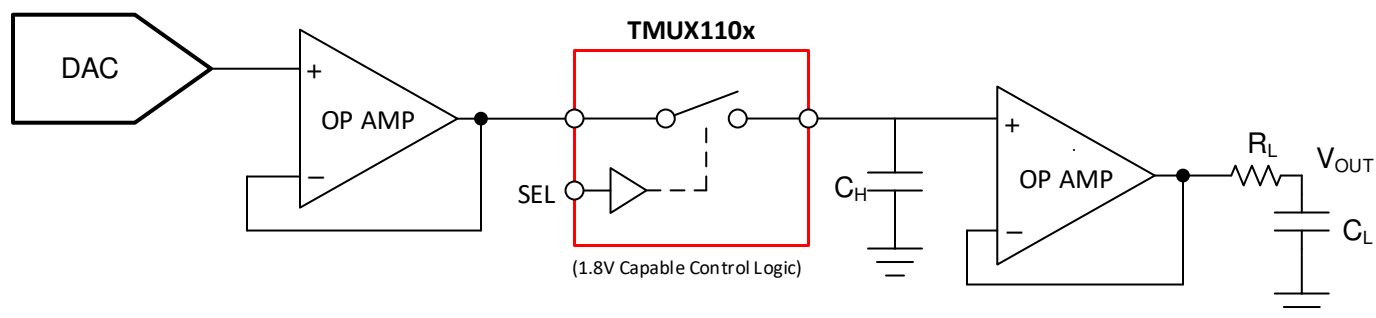 TMUX110x
DAC
+
OP AMP
−
SEL
(1.8V Capable Control Logic)
C_H
+
OP AMP
−
R_L
V_OUT
C_L